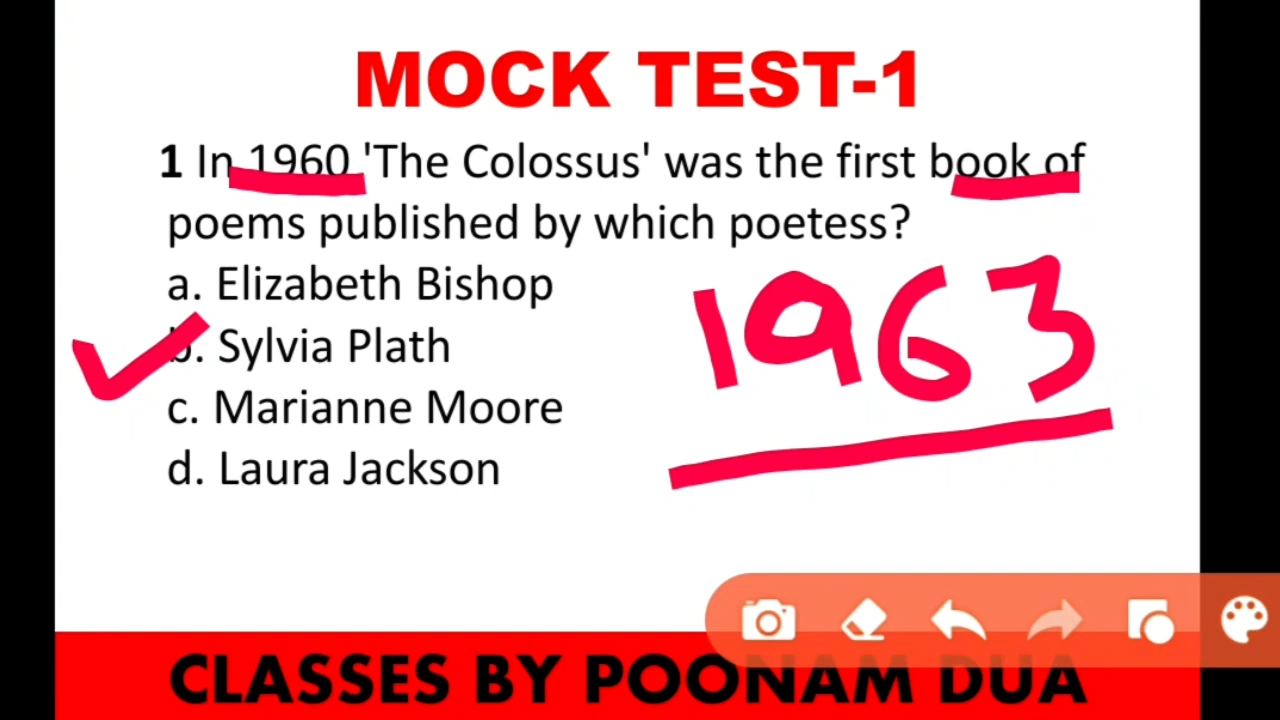 MOCK TEST-1
1 In 1960 'The Colossus' was the first book of
poems published by which poetess?
a. Elizabeth Bishop
b. Sylvia Plath
c. Marianne Moore
d. Laura Jackson
1963
CLASSES BY POONAM DUA